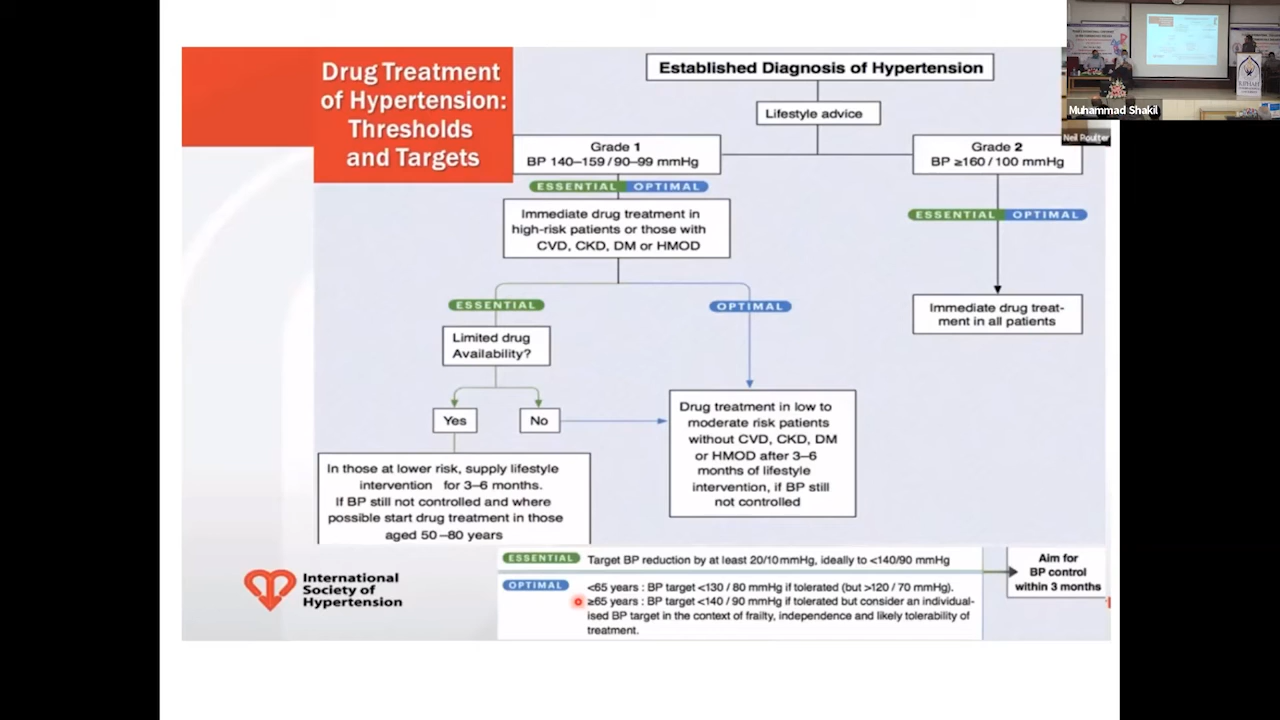 Drug Treatment
of Hypertension:
Thresholds
and Targets
Established Diagnosis of Hypertension
Lifestyle advice
Grade 1
BP 140–159 / 90–99 mmHg
Grade 2
BP ≥160 / 100 mmHg
ESSENTIAL OPTIMAL
Immediate drug treatment in
high-risk patients or those with
CVD, CKD, DM or HMOD
ESSENTIAL OPTIMAL
Immediate drug treat-
ment in all patients
ESSENTIAL
OPTIMAL
Limited drug
Availability?
Yes
No
Drug treatment in low to
moderate risk patients
without CVD, CKD, DM
or HMOD after 3–6
months of lifestyle
intervention, if BP still
not controlled
In those at lower risk, supply lifestyle
intervention for 3–6 months.
If BP still not controlled and where
possible start drug treatment in those
aged 50–80 years
ESSENTIAL Target BP reduction by at least 20/10 mmHg, ideally to <140/90 mmHg
OPTIMAL <65 years : BP target <130 / 80 mmHg if tolerated (but >120 / 70 mmHg).
≥65 years : BP target <140 / 90 mmHg if tolerated but consider an individual-
ised BP target in the context of frailty, independence and likely tolerability of
treatment.
Aim for
BP control
within 3 months
International
Society of
Hypertension
Muhammad Shakil
Neil Poulter